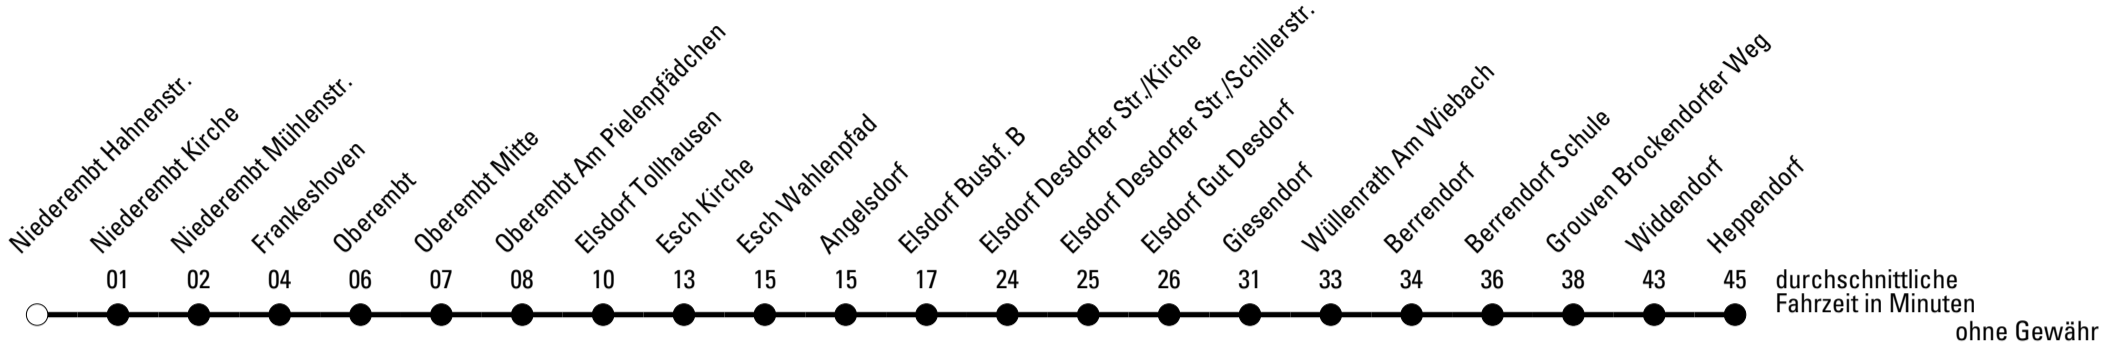 Niederembt Hahnenstr.
Niederembt Kirche
Niederembt Mühlenstr.
Frankeshoven
Oberembt
Oberembt Mitte
Oberembt Am Pielenpfädchen
Elsdorf Tollhausen
Esch Kirche
Esch Wahlenpfad
Angelsdorf
Elsdorf Busbf. B
Elsdorf Desdorfer Str./Kirche
Elsdorf Desdorfer Str./Schillerstr.
Elsdorf Gut Desdorf
Giesendorf
Wüllenrath Am Wiebach
Berrendorf
Berrendorf Schule
Grouven Brockendorfer Weg
Widdendorf
Heppendorf
01 02 04 06 07 08 10 13 15 15 17 24 25 26 31 33 34 36 38 43 45
durchschnittliche
Fahrzeit in Minuten
ohne Gewähr